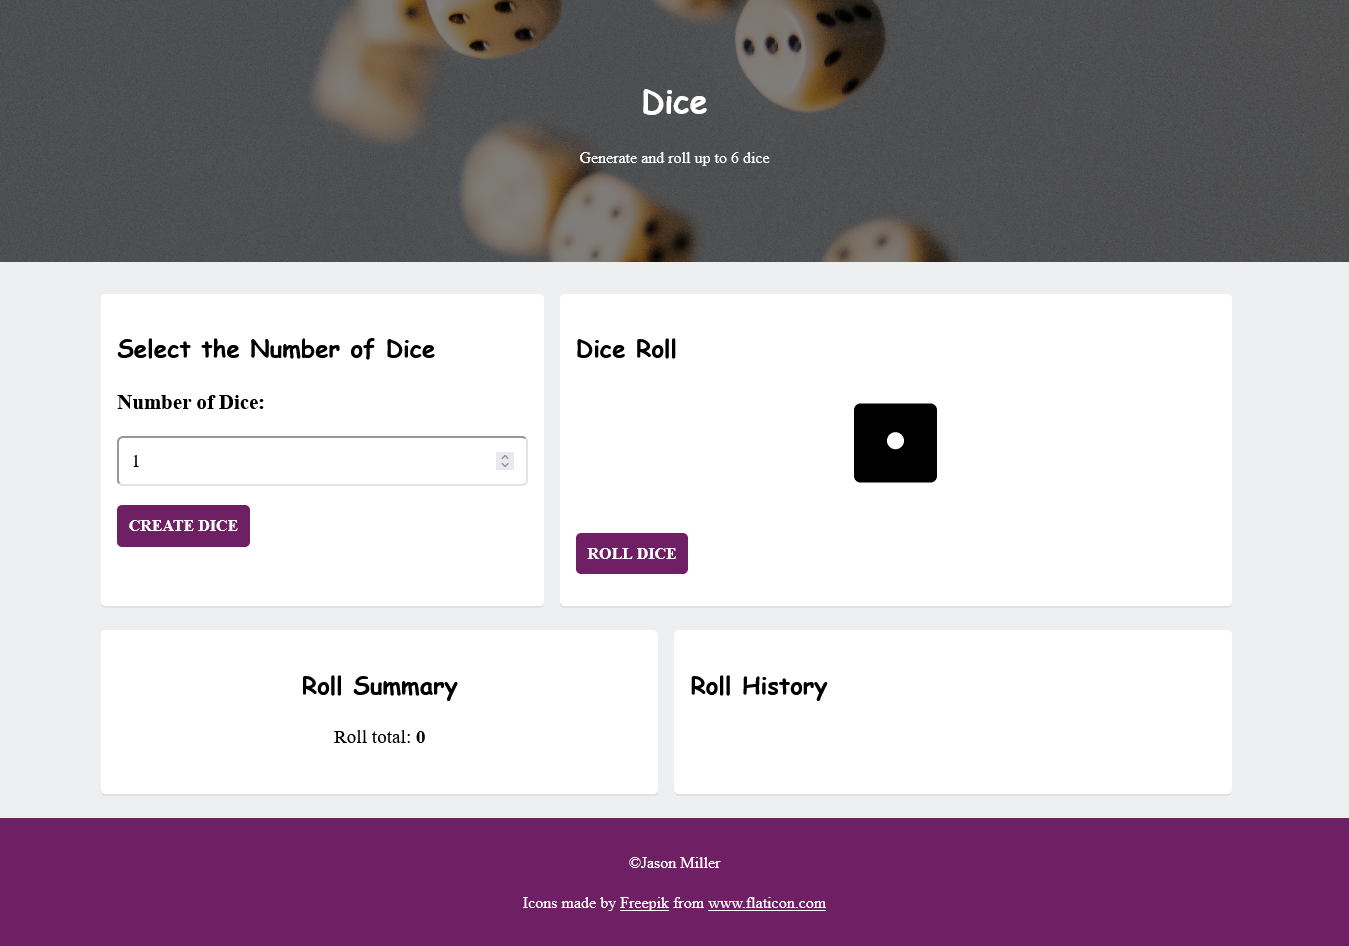 Dice
Generate and roll up to 6 dice
Select the Number of Dice
Number of Dice:
1
CREATE DICE
Dice Roll
ROLL DICE
Roll Summary
Roll total: 0
Roll History
©Jason Miller
Icons made by Freepik from www.flaticon.com